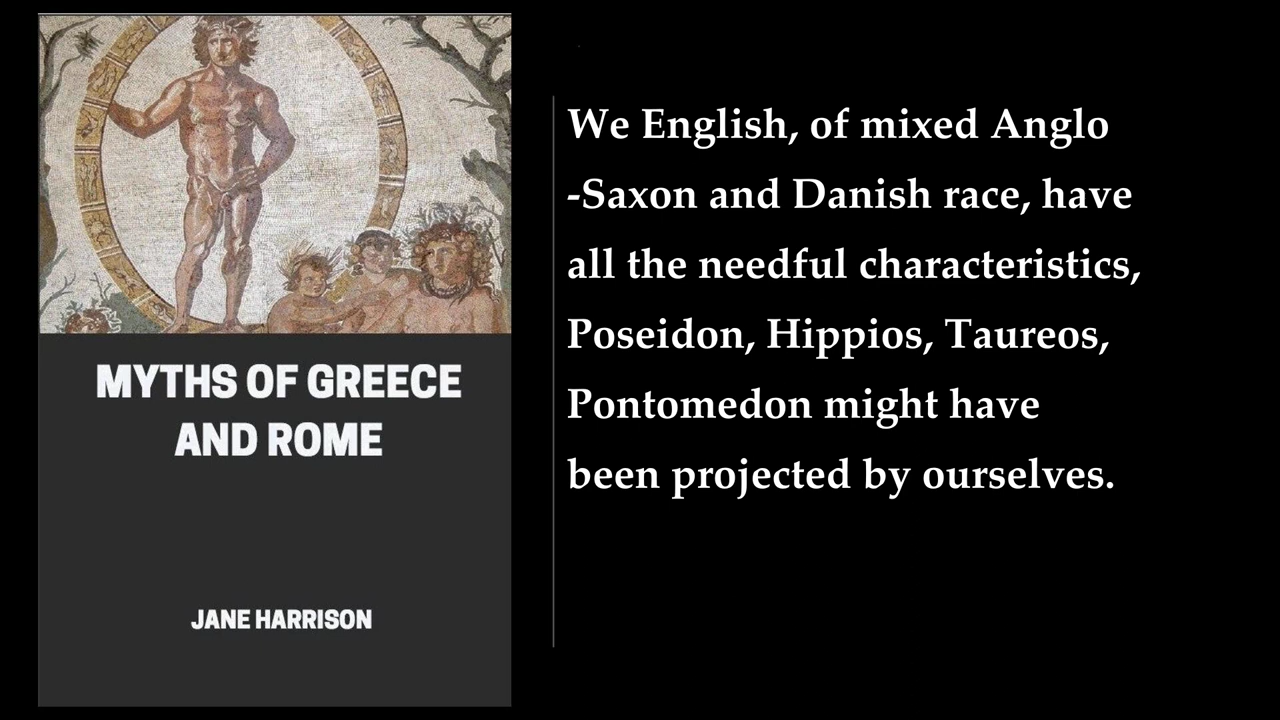 MYTHS OF GREECE
AND ROME
JANE HARRISON
We English, of mixed Anglo
-Saxon and Danish race, have
all the needful characteristics,
Poseidon, Hippios, Taureos,
Pontomedon might have
been projected by ourselves.